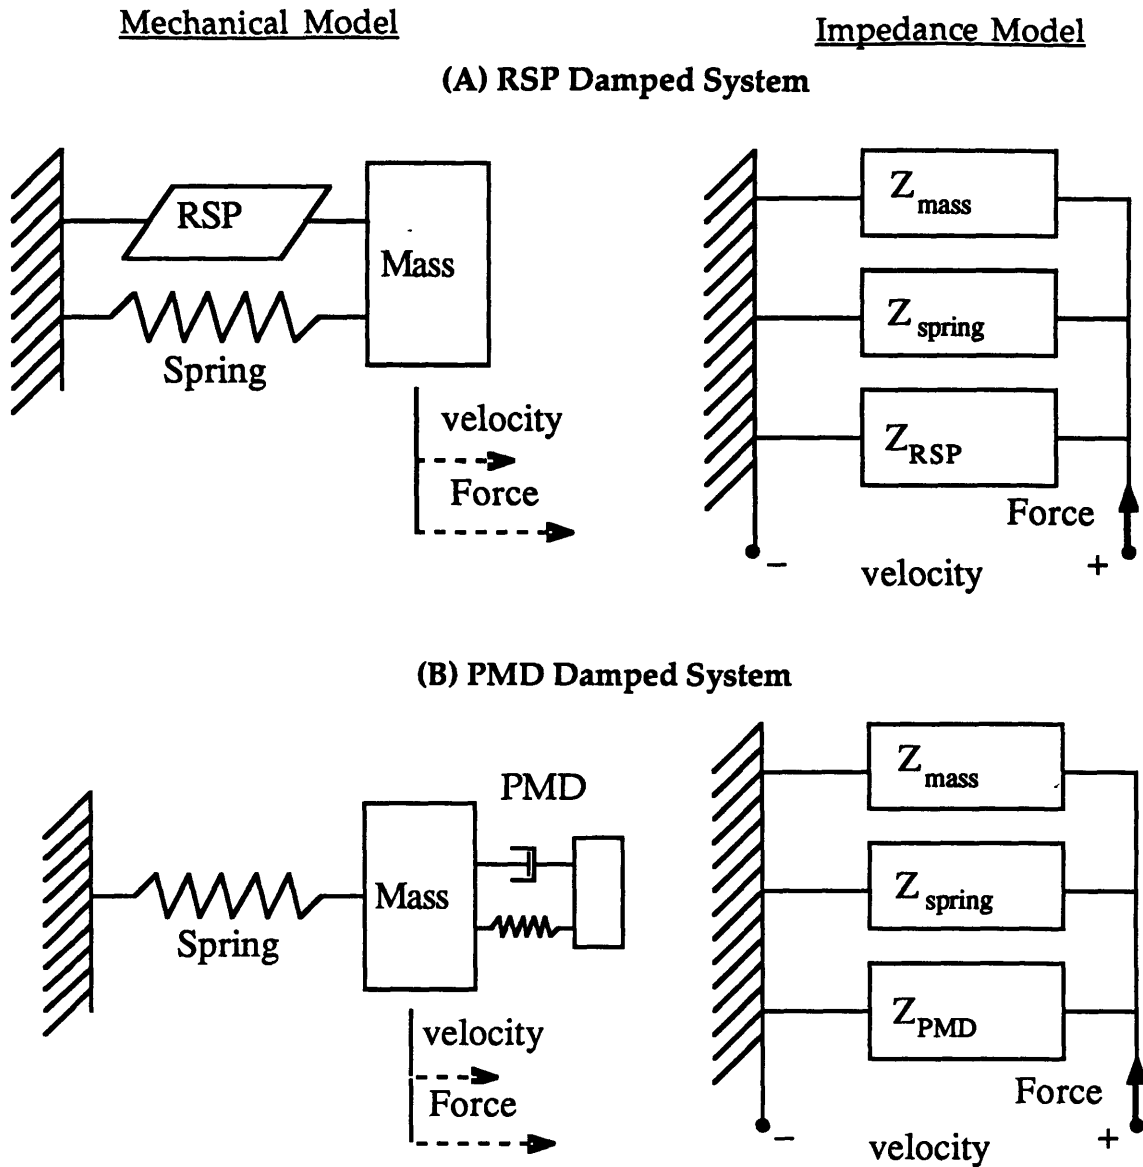 Mechanical Model
Impedance Model
(A) RSP Damped System
RSP
Mass
Spring
velocity
Force
Z mass
Z spring
Z RSP
Force
− velocity +
(B) PMD Damped System
PMD
Mass
Spring
velocity
Force
Z mass
Z spring
Z PMD
Force
− velocity +